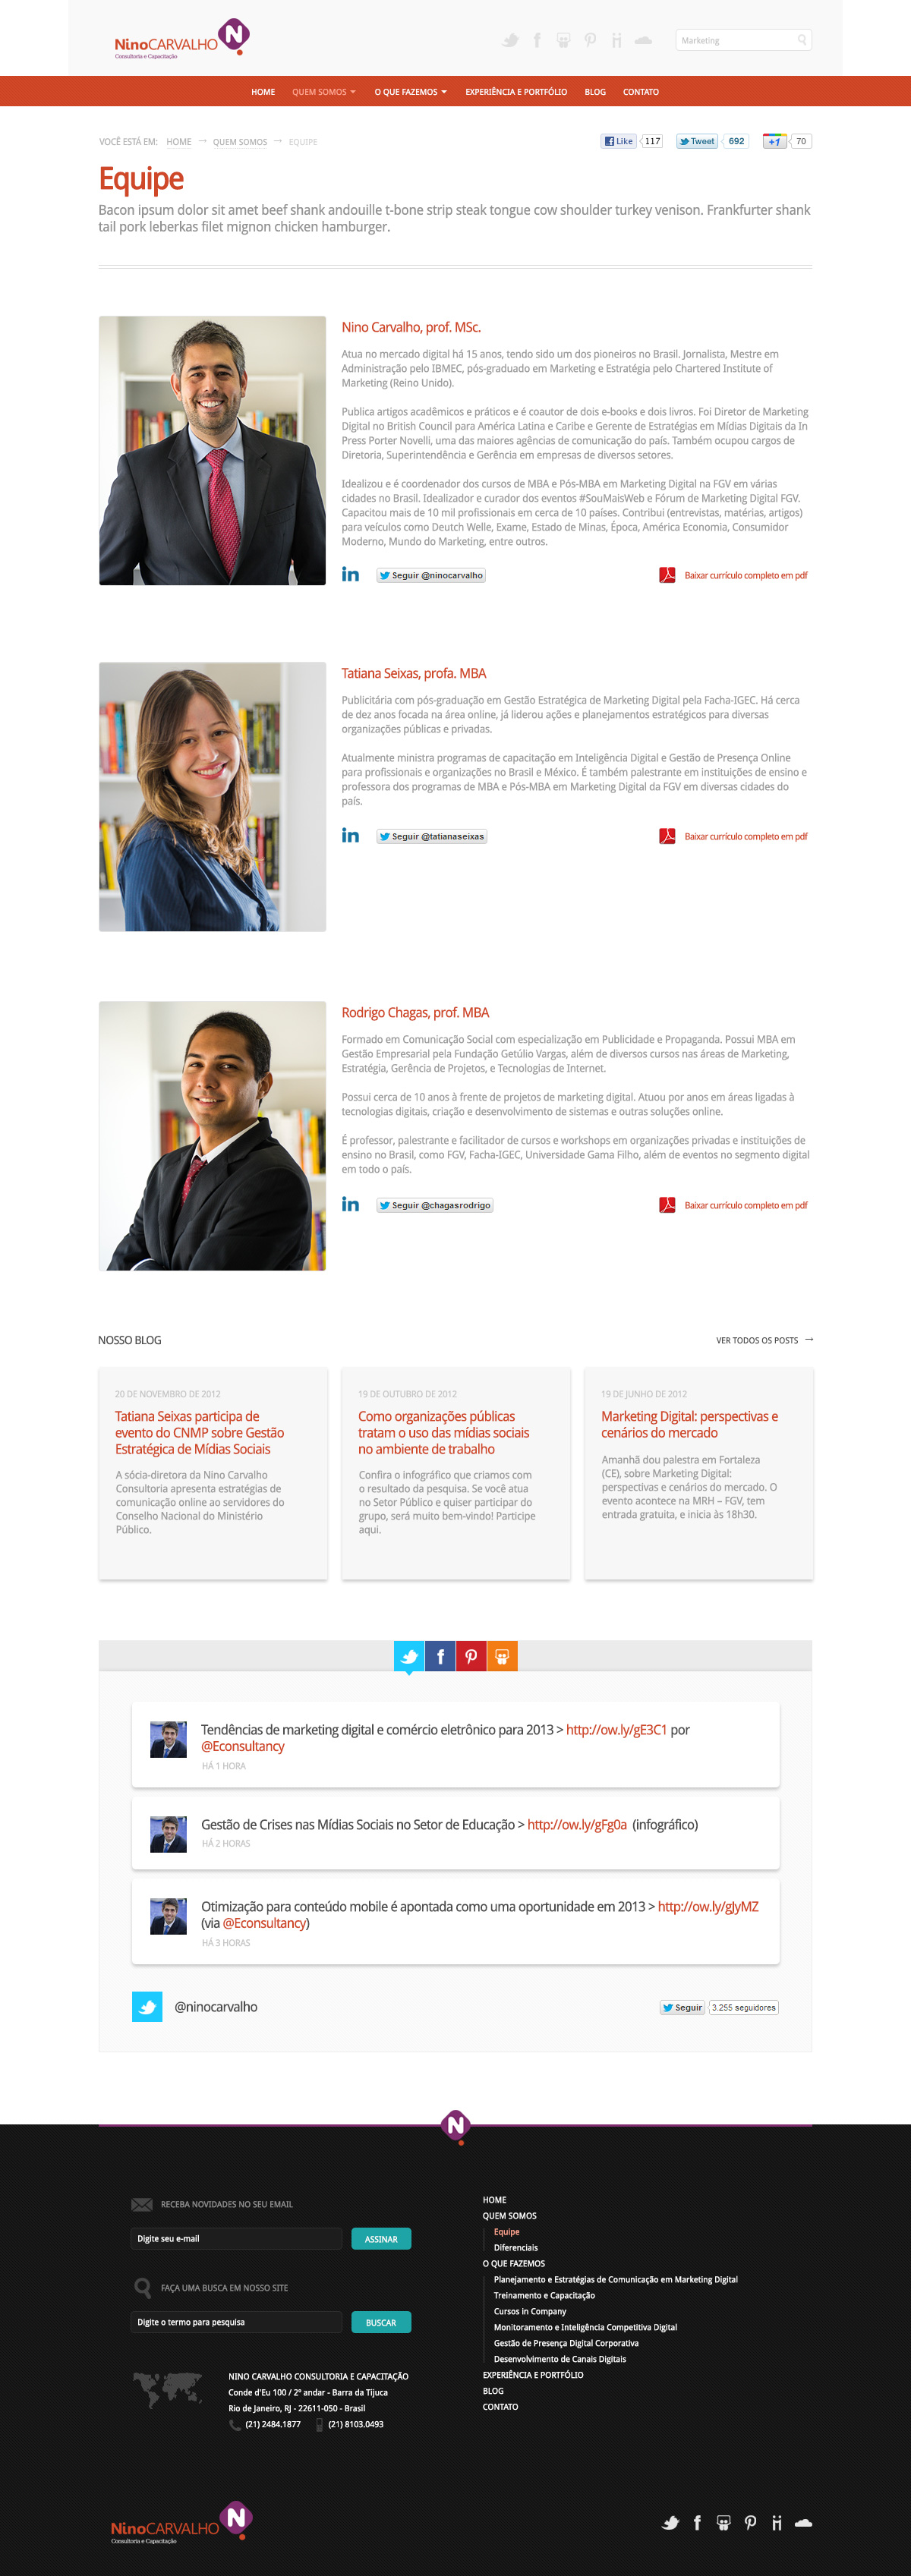 NinoCARVALHO
Consultoria e Capacitação
Marketing
HOME QUEM SOMOS O QUE FAZEMOS EXPERIÊNCIA E PORTFÓLIO BLOG CONTATO
VOCÊ ESTÁ EM: HOME → QUEM SOMOS → EQUIPE
Like 117 Tweet 692 +1 70
Equipe
Bacon ipsum dolor sit amet beef shank andouille t-bone strip steak tongue cow shoulder turkey venison. Frankfurter shank
tail pork leberkas filet mignon chicken hamburger.
Nino Carvalho, prof. MSc.
Atua no mercado digital há 15 anos, tendo sido um dos pioneiros no Brasil. Jornalista, Mestre em
Administração pelo IBMEC, pós-graduado em Marketing e Estratégia pelo Chartered Institute of
Marketing (Reino Unido).
Publica artigos acadêmicos e práticos e é coautor de dois e-books e dois livros. Foi Diretor de Marketing
Digital no British Council para América Latina e Caribe e Gerente de Estratégias em Mídias Digitais da In
Press Porter Novelli, uma das maiores agências de comunicação do país. Também ocupou cargos de
Diretoria, Superintendência e Gerência em empresas de diversos setores.
Idealizou e é coordenador dos cursos de MBA e Pós-MBA em Marketing Digital na FGV em várias
cidades no Brasil. Idealizador e curador dos eventos #SouMaisWeb e Fórum de Marketing Digital FGV.
Capacitou mais de 10 mil profissionais em cerca de 10 países. Contribui (entrevistas, matérias, artigos)
para veículos como Deutch Welle, Exame, Estado de Minas, Época, América Economia, Consumidor
Moderno, Mundo do Marketing, entre outros.
in Seguir @ninocarvalho Baixar currículo completo em pdf
Tatiana Seixas, profa. MBA
Publicitária com pós-graduação em Gestão Estratégica de Marketing Digital pela Facha-IGEC. Há cerca
de dez anos focada na área online, já liderou ações e planejamentos estratégicos para diversas
organizações públicas e privadas.
Atualmente ministra programas de capacitação em Inteligência Digital e Gestão de Presença Online
para profissionais e organizações no Brasil e México. É também palestrante em instituições de ensino e
professora dos programas de MBA e Pós-MBA em Marketing Digital da FGV em diversas cidades do
país.
in Seguir @tatianaseixas Baixar currículo completo em pdf
Rodrigo Chagas, prof. MBA
Formado em Comunicação Social com especialização em Publicidade e Propaganda. Possui MBA em
Gestão Empresarial pela Fundação Getúlio Vargas, além de diversos cursos nas áreas de Marketing,
Estratégia, Gerência de Projetos, e Tecnologias de Internet.
Possui cerca de 10 anos à frente de projetos de marketing digital. Atuou por anos em áreas ligadas à
tecnologias digitais, criação e desenvolvimento de sistemas e outras soluções online.
É professor, palestrante e facilitador de cursos e workshops em organizações privadas e instituições de
ensino no Brasil, como FGV, Facha-IGEC, Universidade Gama Filho, além de eventos no segmento digital
em todo o país.
in Seguir @chagasrodrigo Baixar currículo completo em pdf
NOSSO BLOG
VER TODOS OS POSTS →
20 DE NOVEMBRO DE 2012
Tatiana Seixas participa de
evento do CNMP sobre Gestão
Estratégica de Mídias Sociais
A sócia-diretora da Nino Carvalho
Consultoria apresenta estratégias de
comunicação online ao servidores do
Conselho Nacional do Ministério
Público.
19 DE OUTUBRO DE 2012
Como organizações públicas
tratam o uso das mídias sociais
no ambiente de trabalho
Confira o infográfico que criamos com
o resultado da pesquisa. Se você atua
no Setor Público e quiser participar do
grupo, será muito bem-vindo! Participe
aqui.
19 DE JUNHO DE 2012
Marketing Digital: perspectivas e
cenários do mercado
Amanhã dou palestra em Fortaleza
(CE), sobre Marketing Digital:
perspectivas e cenários do mercado. O
evento acontece na MRH – FGV, tem
entrada gratuita, e inicia às 18h30.
Tendências de marketing digital e comércio eletrônico para 2013 > http://ow.ly/gE3C1 por
@Econsultancy
HÁ 1 HORA
Gestão de Crises nas Mídias Sociais no Setor de Educação > http://ow.ly/gFg0a (infográfico)
HÁ 2 HORAS
Otimização para conteúdo mobile é apontada como uma oportunidade em 2013 > http://ow.ly/gJyMZ
(via @Econsultancy)
HÁ 3 HORAS
@ninocarvalho
Seguir 3.255 seguidores
N
RECEBA NOVIDADES NO SEU EMAIL
Digite seu e-mail ASSINAR
FAÇA UMA BUSCA EM NOSSO SITE
Digite o termo para pesquisa BUSCAR
NINO CARVALHO CONSULTORIA E CAPACITAÇÃO
Conde d'Eu 100 / 2º andar - Barra da Tijuca
Rio de Janeiro, RJ - 22611-050 - Brasil
(21) 2484.1877 (21) 8103.0493
HOME
QUEM SOMOS
Equipe
Diferenciais
O QUE FAZEMOS
Planejamento e Estratégias de Comunicação em Marketing Digital
Treinamento e Capacitação
Cursos in Company
Monitoramento e Inteligência Competitiva Digital
Gestão de Presença Digital Corporativa
Desenvolvimento de Canais Digitais
EXPERIÊNCIA E PORTFÓLIO
BLOG
CONTATO
NinoCARVALHO
Consultoria e Capacitação